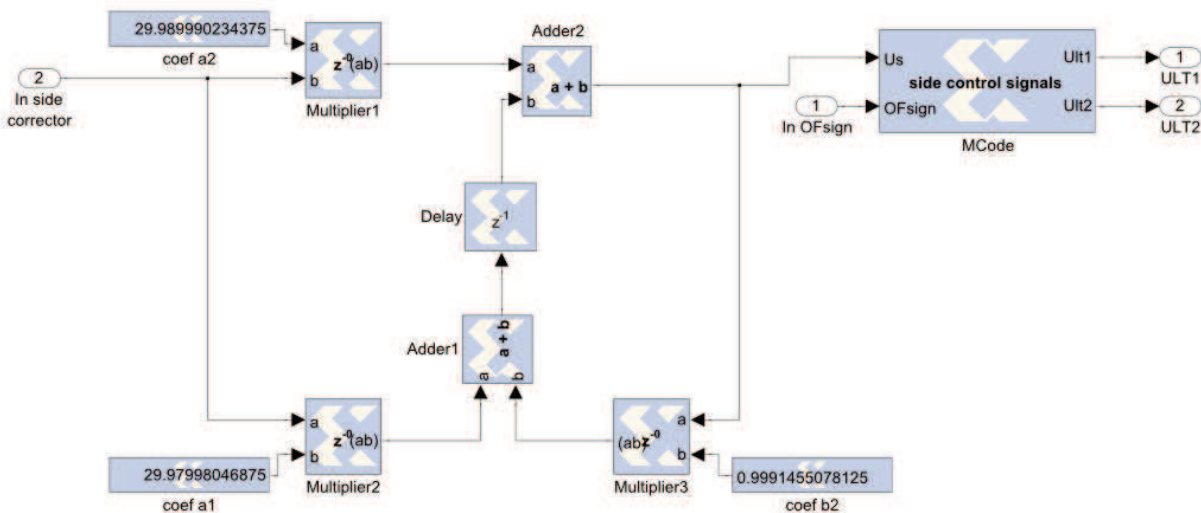 29.989990234375
coef a2
2
In side
corrector
a
b
z-0(ab)
Multiplier1
Adder2
a
b
a + b
Us
OFsign
side control signals
Ult1
Ult2
MCode
1
In OFsign
1
ULT1
2
ULT2
Delay
z-1
Adder1
a + b
a
b
a
b
z-0(ab)
Multiplier2
29.97998046875
coef a1
a
b
(ab)z-0
Multiplier3
0.9991455078125
coef b2